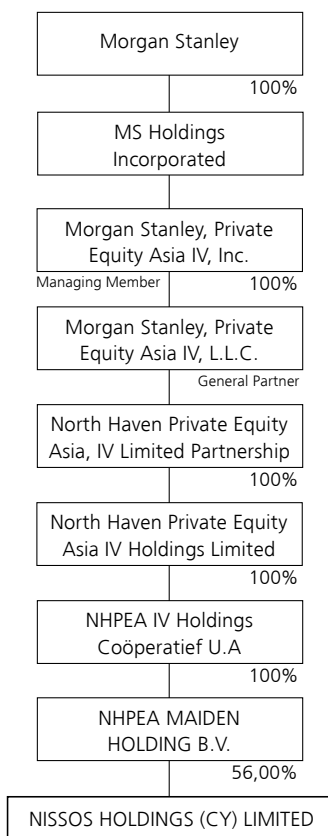 Morgan Stanley
100%
MS Holdings
Incorporated
Morgan Stanley, Private
Equity Asia IV, Inc.
Managing Member 100%
Morgan Stanley, Private
Equity Asia IV, L.L.C.
General Partner
North Haven Private Equity
Asia, IV Limited Partnership
100%
North Haven Private Equity
Asia IV Holdings Limited
100%
NHPEA IV Holdings
Coöperatief U.A
100%
NHPEA MAIDEN
HOLDING B.V.
56,00%
NISSOS HOLDINGS (CY) LIMITED